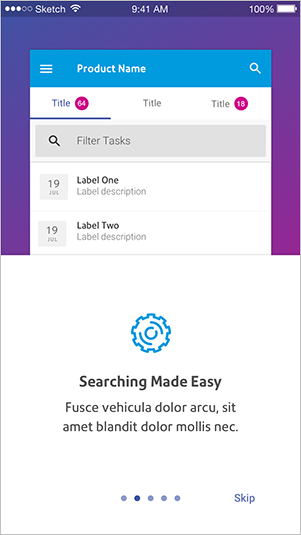 Sketch 9:41 AM 100%
Product Name
Title 64 Title Title 18
Filter Tasks
19 Label One
JUL Label description
19 Label Two
JUL Label description
Searching Made Easy
Fusce vehicula dolor arcu, sit
amet blandit dolor mollis nec.
Skip